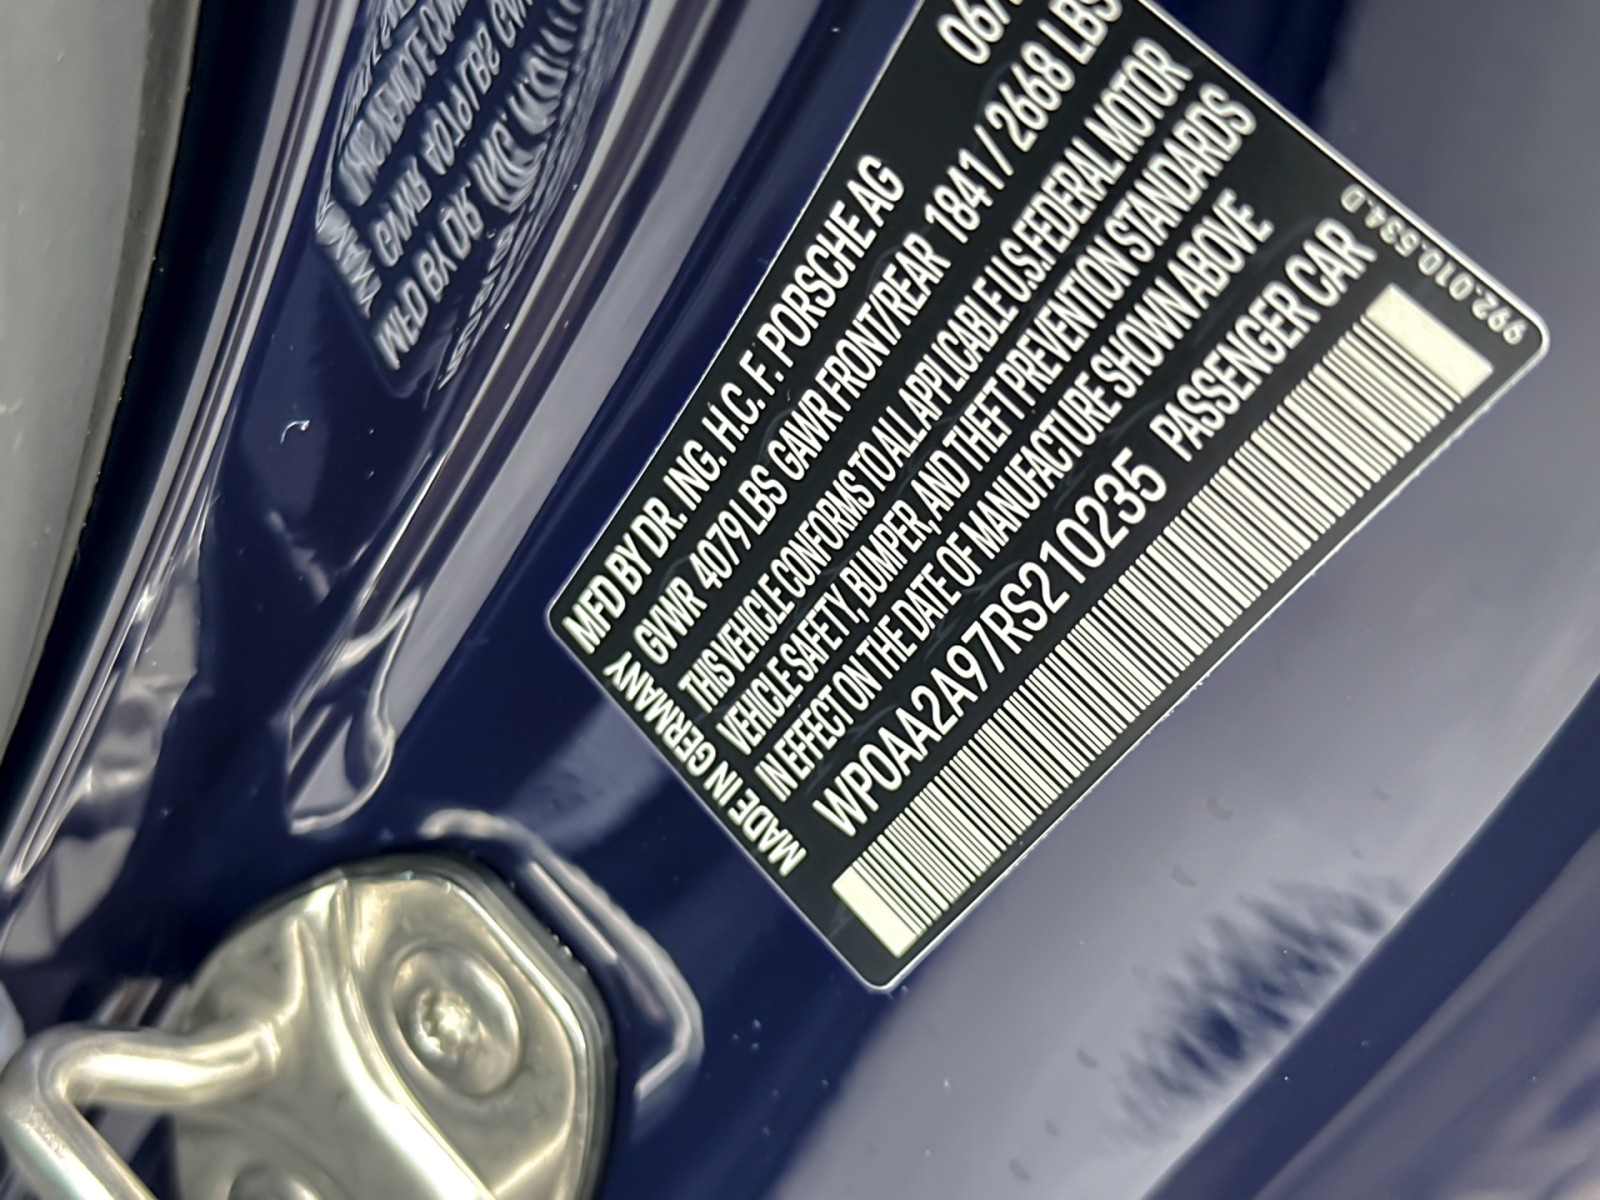 MFD BY DR. ING. H.C. F. PORSCHE AG 06/
GVWR 4079 LBS GAWR FRONT/REAR 1841 / 2668 LBS
THIS VEHICLE CONFORMS TO ALL APPLICABLE U.S.FEDERAL MOTOR
VEHICLE SAFETY, BUMPER, AND THEFT PREVENTION STANDARDS
IN EFFECT ON THE DATE OF MANUFACTURE SHOWN ABOVE
WP0AA2A97RS210235 PASSENGER CAR
MADE IN GERMANY
992.010.534.D